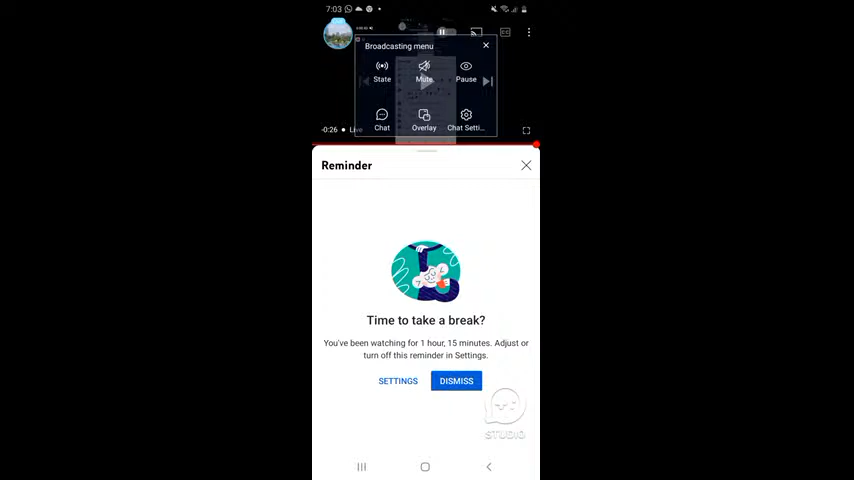 7:03
Broadcasting menu
State
Mute
Pause
CC
Chat
Overlay
Chat Setti...
-0:26 • Live
Reminder
Time to take a break?
You've been watching for 1 hour, 15 minutes. Adjust or
turn off this reminder in Settings.
SETTINGS
DISMISS
STUDIO